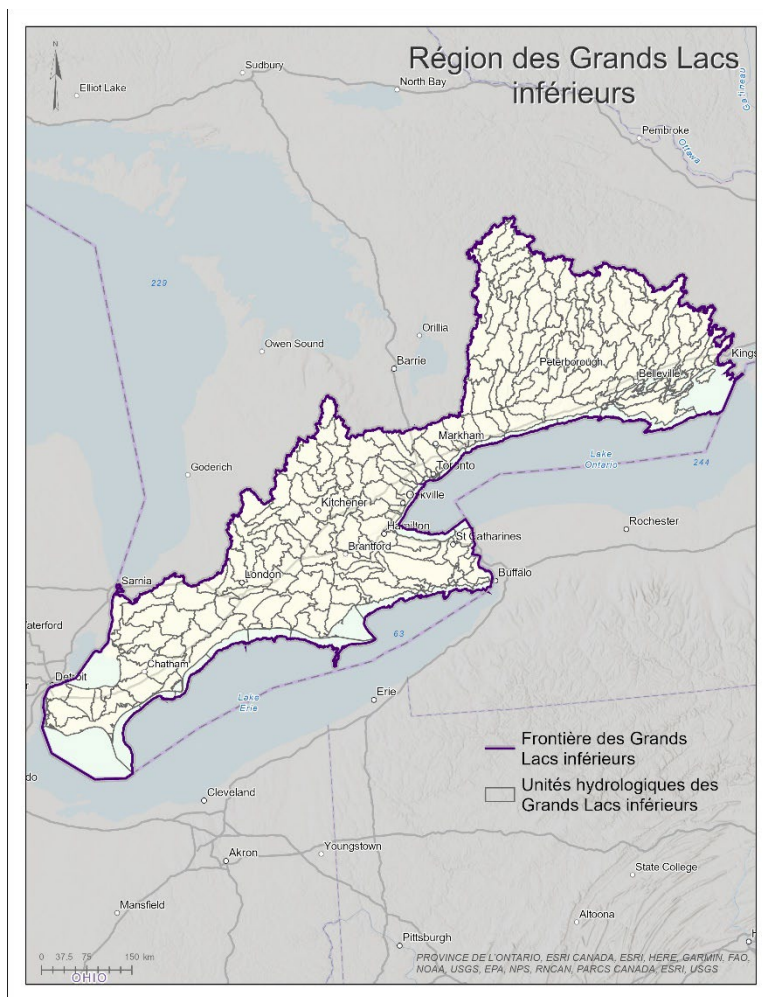 Région des Grands Lacs
inférieurs
N
Sudbury
Elliot Lake
North Bay
Gatineau
Pembroke
Ottawa
229
Orillia
Owen Sound
Barrie
Kings
Peterborough
Belleville
Markham
Toronto
Lake
Ontario
244
Goderich
Kitchener
Oakville
Hamilton
St Catharines
Rochester
Brantford
London
Buffalo
Sarnia
aterford
63
Chatham
Detroit
Lake
Erie
Erie
do
Cleveland
Frontière des Grands
Lacs inférieurs
Unités hydrologiques des
Grands Lacs inférieurs
Youngstown
Akron
State College
Mansfield
Altoona
Pittsburgh
H
0 37,5 75 150 km
OHIO
PROVINCE DE L'ONTARIO, ESRI CANADA, ESRI, HERE, GARMIN, FAO,
NOAA, USGS, EPA, NPS, RNCAN, PARCS CANADA, ESRI, USGS